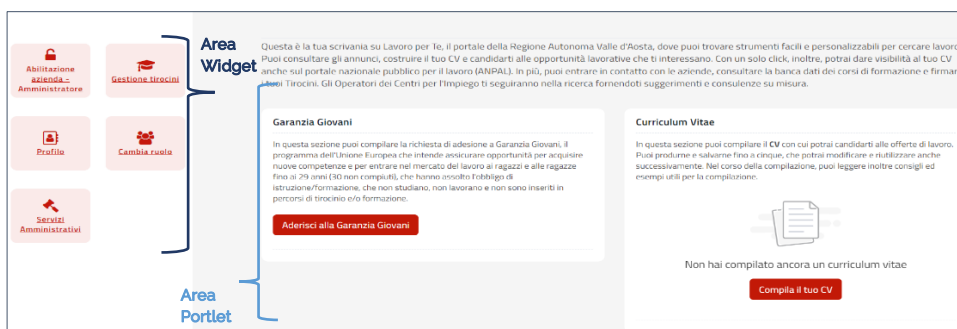 Abilitazione
azienda -
Amministratore
Gestione tirocini
Profilo
Cambia ruolo
Servizi
Amministrativi
Area
Widget
Questa è la tua scrivania su Lavoro per Te, il portale della Regione Autonoma Valle d'Aosta, dove puoi trovare strumenti facili e personalizzabili per cercare lavoro
Puoi consultare gli annunci, costruire il tuo CV e candidarti alle opportunità lavorative che ti interessano. Con un solo click, inoltre, potrai dare visibilità al tuo CV
anche sul portale nazionale pubblico per il lavoro (ANPAL). In più, puoi entrare in contatto con le aziende, consultare la banca dati dei corsi di formazione e firmar
i tuoi Tirocini. Gli Operatori dei Centri per l'Impiego ti seguiranno nella ricerca fornendoti suggerimenti e consulenze su misura.
Garanzia Giovani
In questa sezione puoi compilare la richiesta di adesione a Garanzia Giovani, il
programma dell'Unione Europea che intende assicurare opportunità per acquisire
nuove competenze e per entrare nel mercato del lavoro ai ragazzi e alle ragazze
fino ai 29 anni (30 non compiuti), che hanno assolto l'obbligo di
istruzione/formazione, che non studiano, non lavorano e non sono inseriti in
percorsi di tirocinio e/o formazione.
Aderisci alla Garanzia Giovani
Curriculum Vitae
In questa sezione puoi compilare il CV con cui potrai candidarti alle offerte di lavoro.
Puoi produrne e salvarne fino a cinque, che potrai modificare e riutilizzare anche
successivamente. Nel corso della compilazione, puoi leggere inoltre consigli ed
esempi utili per la compilazione.
Non hai compilato ancora un curriculum vitae
Compila il tuo CV
Area
Portlet